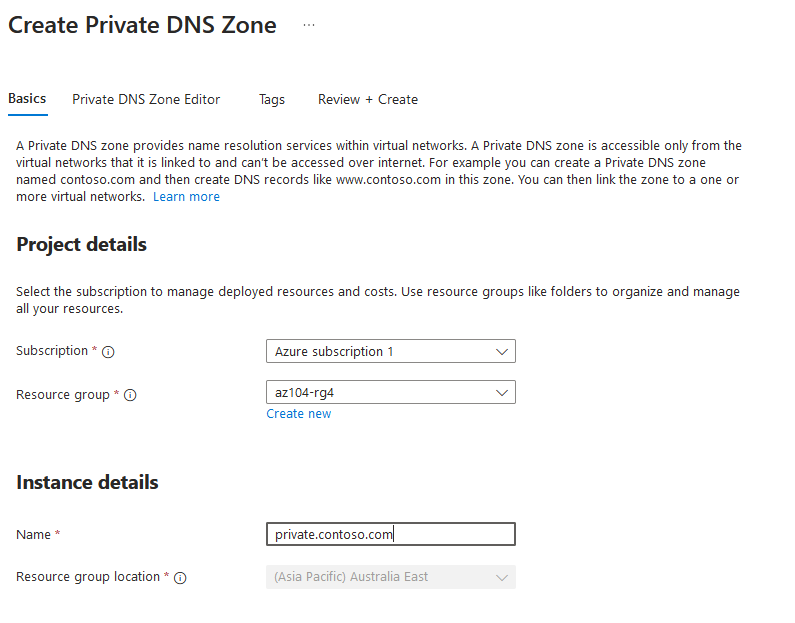 Create Private DNS Zone ...
Basics Private DNS Zone Editor Tags Review + Create
A Private DNS zone provides name resolution services within virtual networks. A Private DNS zone is accessible only from the
virtual networks that it is linked to and can't be accessed over internet. For example you can create a Private DNS zone
named contoso.com and then create DNS records like www.contoso.com in this zone. You can then link the zone to a one or
more virtual networks. Learn more
Project details
Select the subscription to manage deployed resources and costs. Use resource groups like folders to organize and manage
all your resources.
Subscription * Azure subscription 1
Resource group * az104-rg4
Create new
Instance details
Name * private.contoso.com
Resource group location * (Asia Pacific) Australia East